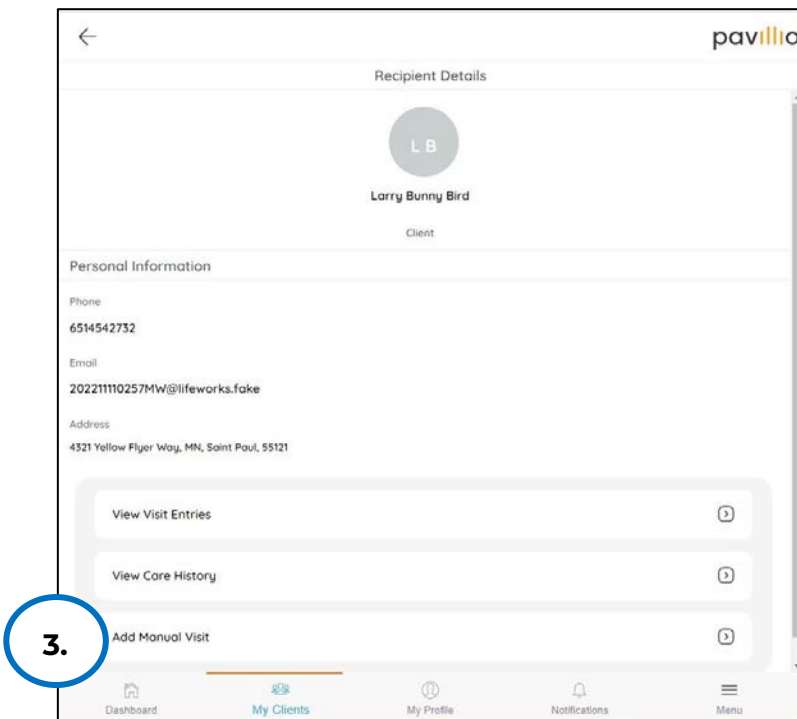 pavillio
Recipient Details
L B
Larry Bunny Bird
Client
Personal Information
Phone
6514542732
Email
202211110257MW@lifeworks.fake
Address
4321 Yellow Flyer Way, MN, Saint Paul, 55121
View Visit Entries
View Care History
3.
Add Manual Visit
Dashboard
My Clients
My Profile
Notifications
Menu